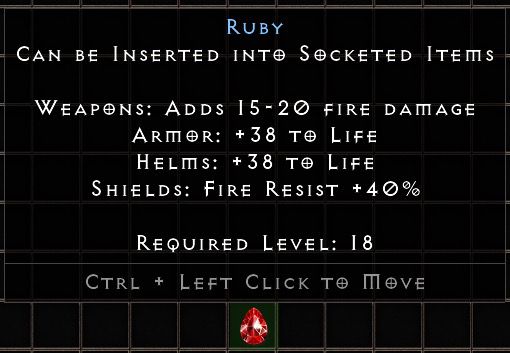 Ruby
Can be Inserted into Socketed Items
Weapons: Adds 15-20 fire damage
Armor: +38 to Life
Helms: +38 to Life
Shields: Fire Resist +40%
Required Level: 18
Ctrl + Left Click to Move